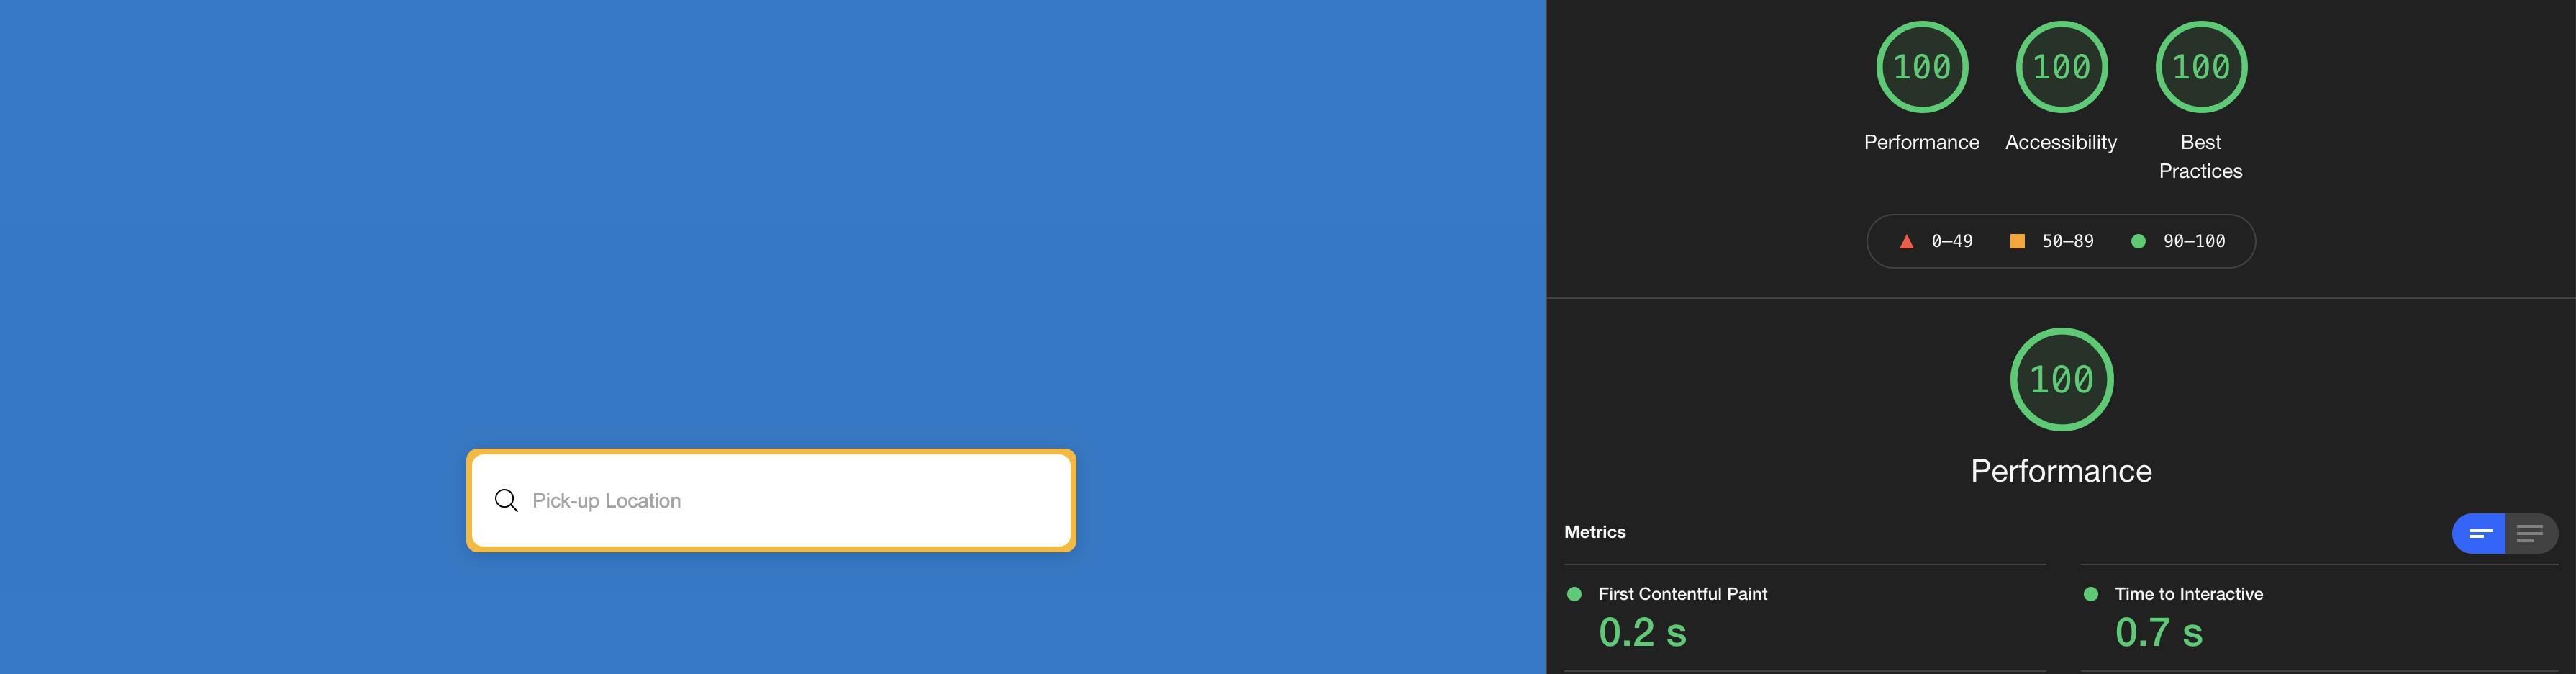 Pick-up Location
100 100 100
Performance Accessibility Best
Practices
0–49 50–89 90–100
100
Performance
Metrics
First Contentful Paint
0.2 s
Time to Interactive
0.7 s